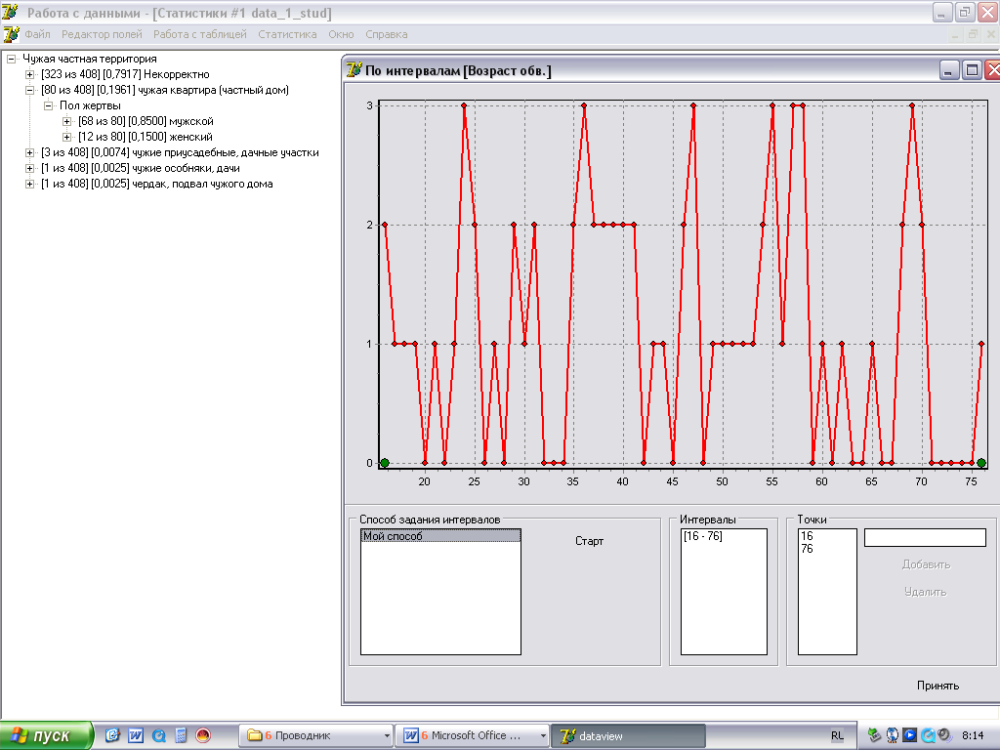 Работа с данными - [Статистики #1 data_1_stud]
Файл Редактор полей Работа с таблицей Статистика Окно Справка
Чужая частная территория
[323 из 408] [0,7917] Некорректно
[80 из 408] [0,1961] чужая квартира (частный дом)
Пол жертвы
[68 из 80] [0,8500] мужской
[12 из 80] [0,1500] женский
[3 из 408] [0,0074] чужие приусадебные, дачные участки
[1 из 408] [0,0025] чужие особняки, дачи
[1 из 408] [0,0025] чердак, подвал чужого дома
По интервалам [Возраст обв.]
3
2
1
0
20 25 30 35 40 45 50 55 60 65 70 75
Способ задания интервалов
Мой способ
Старт
Интервалы
[16 - 76]
Точки
16
76
Добавить
Удалить
Принять
пуск
6 Проводник
6 Microsoft Office ...
dataview
RL
8:14